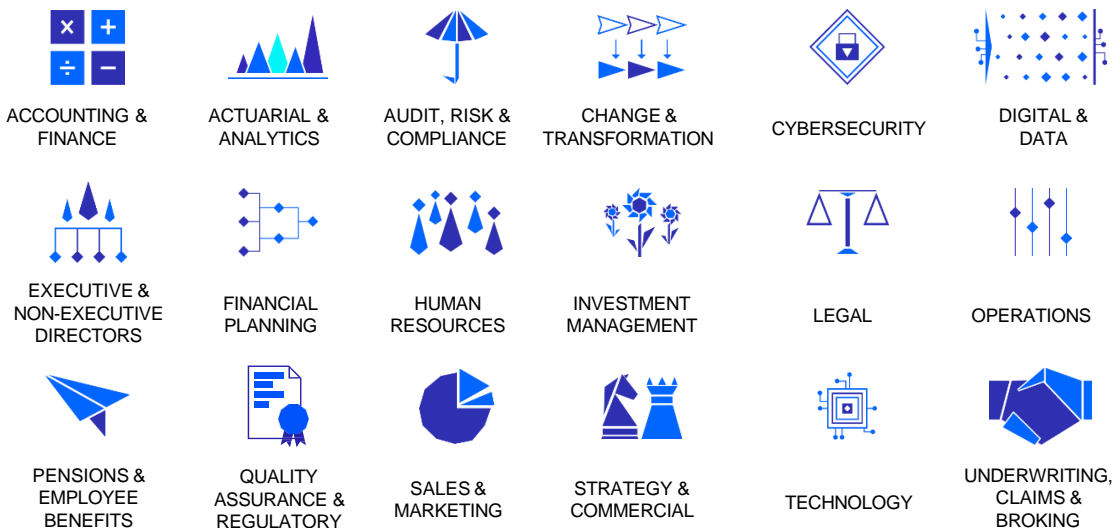 × +
÷ −
ACCOUNTING &
FINANCE
ACTUARIAL &
ANALYTICS
AUDIT, RISK &
COMPLIANCE
CHANGE &
TRANSFORMATION
CYBERSECURITY
DIGITAL &
DATA
EXECUTIVE &
NON-EXECUTIVE
DIRECTORS
FINANCIAL
PLANNING
HUMAN
RESOURCES
INVESTMENT
MANAGEMENT
LEGAL
OPERATIONS
PENSIONS &
EMPLOYEE
BENEFITS
QUALITY
ASSURANCE &
REGULATORY
SALES &
MARKETING
STRATEGY &
COMMERCIAL
TECHNOLOGY
UNDERWRITING,
CLAIMS &
BROKING